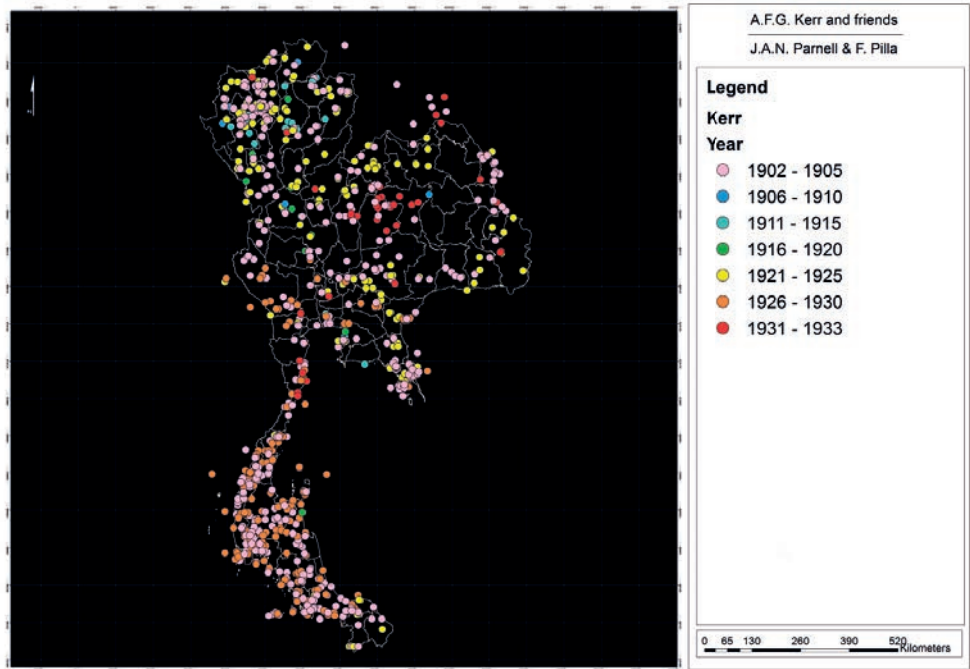 A.F.G. Kerr and friends
J.A.N. Parnell & F. Pilla
Legend
Kerr
Year
1902 - 1905
1906 - 1910
1911 - 1915
1916 - 1920
1921 - 1925
1926 - 1930
1931 - 1933
0 65 130 260 390 520
Kilometers